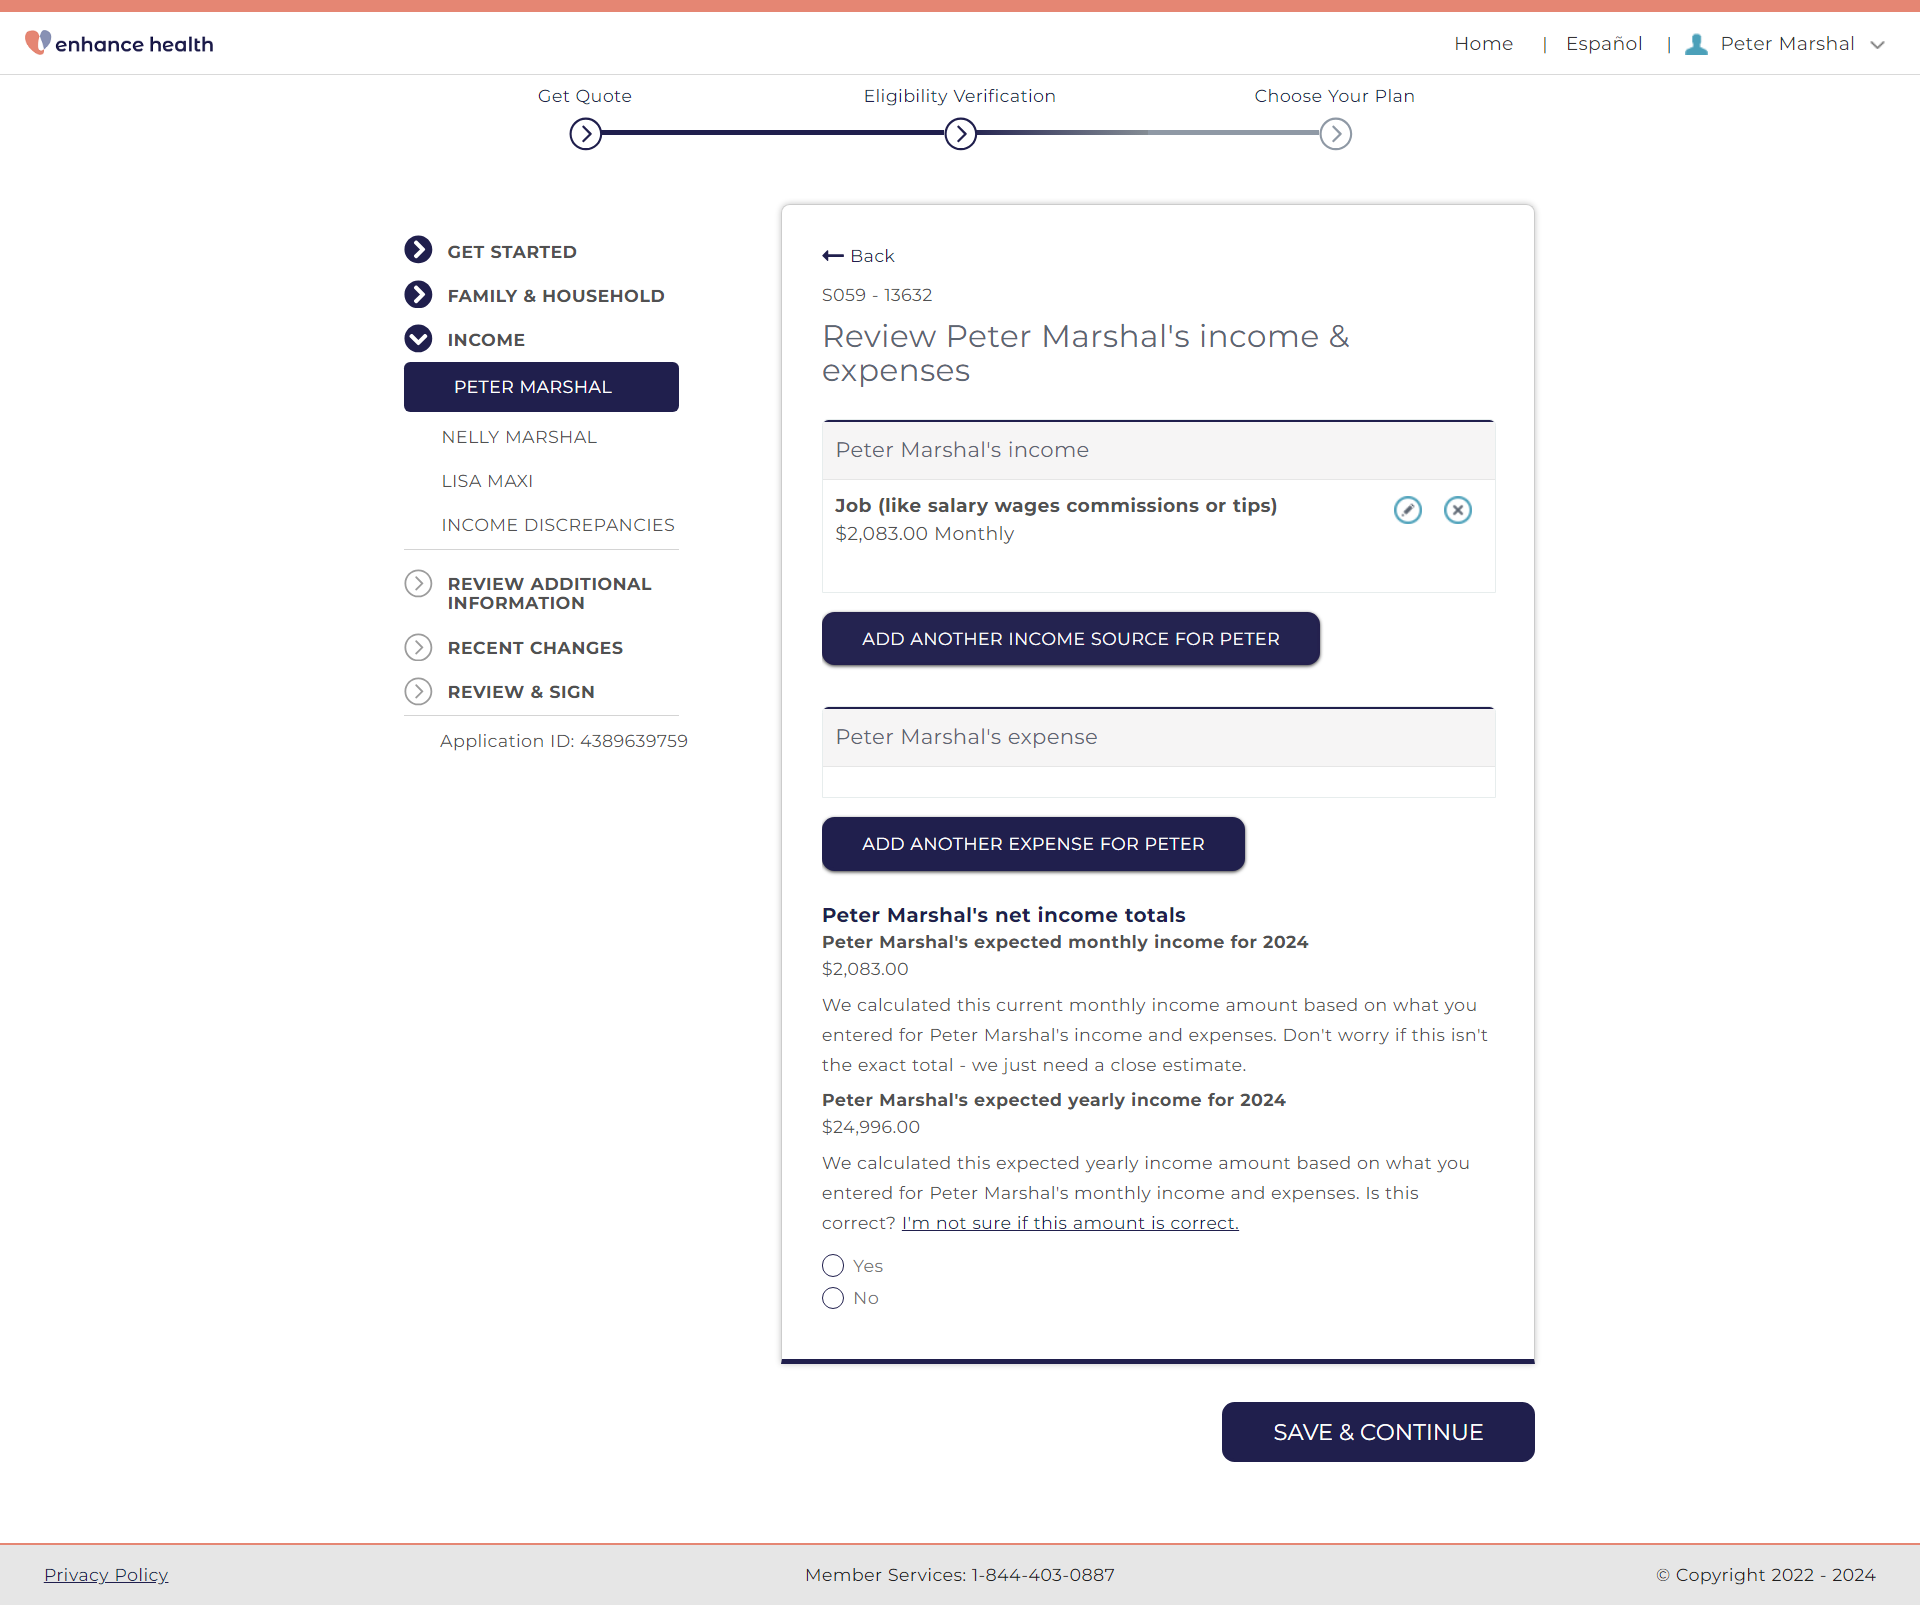 enhance health
Home | Español | Peter Marshal
Get Quote
Eligibility Verification
Choose Your Plan
GET STARTED
FAMILY & HOUSEHOLD
INCOME
PETER MARSHAL
NELLY MARSHAL
LISA MAXI
INCOME DISCREPANCIES
REVIEW ADDITIONAL
INFORMATION
RECENT CHANGES
REVIEW & SIGN
Application ID: 4389639759
Back
S059 - 13632
Review Peter Marshal's income &
expenses
Peter Marshal's income
Job (like salary wages commissions or tips)
$2,083.00 Monthly
ADD ANOTHER INCOME SOURCE FOR PETER
Peter Marshal's expense
ADD ANOTHER EXPENSE FOR PETER
Peter Marshal's net income totals
Peter Marshal's expected monthly income for 2024
$2,083.00
We calculated this current monthly income amount based on what you
entered for Peter Marshal's income and expenses. Don't worry if this isn't
the exact total - we just need a close estimate.
Peter Marshal's expected yearly income for 2024
$24,996.00
We calculated this expected yearly income amount based on what you
entered for Peter Marshal's monthly income and expenses. Is this
correct? I'm not sure if this amount is correct.
Yes
No
SAVE & CONTINUE
Privacy Policy
Member Services: 1-844-403-0887
© Copyright 2022 - 2024